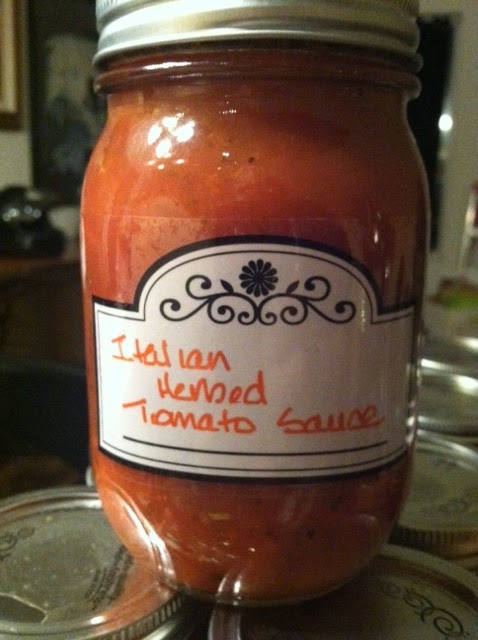 Italian
Herbed
Tomato Sauce